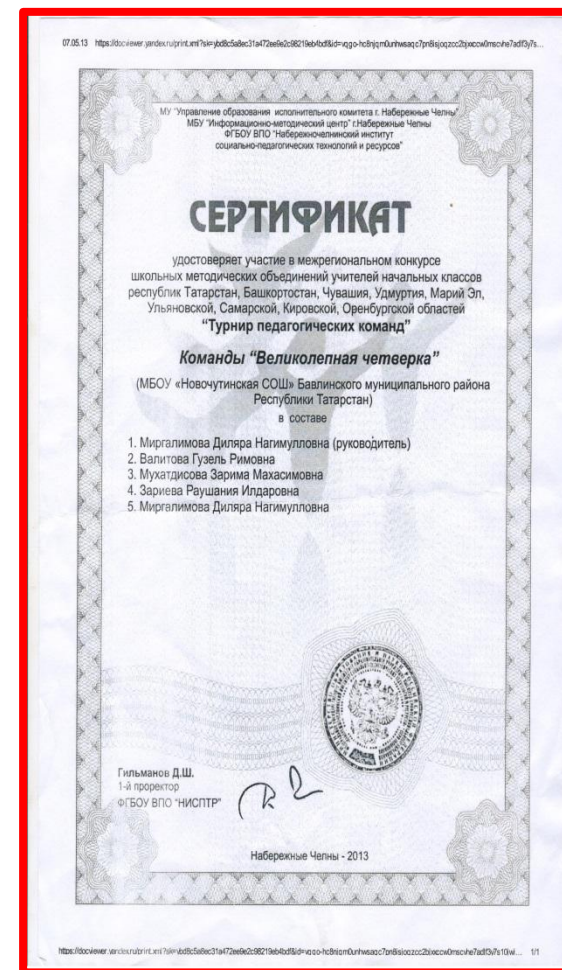 07.05.13
МУ "Управление образования исполнительного комитета г. Набережные Челны"
МБУ "Информационно-методический центр" г.Набережные Челны
ФГБОУ ВПО "Набережночелнинский институт
социально-педагогических технологий и ресурсов"
СЕРТИФИКАТ
удостоверяет участие в межрегиональном конкурсе
школьных методических объединений учителей начальных классов
республик Татарстан, Башкортостан, Чувашия, Удмуртия, Марий Эл,
Ульяновской, Самарской, Кировской, Оренбургской областей
"Турнир педагогических команд"
Команды "Великолепная четверка"
(МБОУ «Новочутинская СОШ» Бавлинского муниципального района
Республики Татарстан)
в составе
1. Миргалимова Диляра Нагимулловна (руководитель)
2. Валитова Гузель Римовна
3. Мухатдисова Зарима Махасимовна
4. Зариева Раушания Илдаровна
5. Миргалимова Диляра Нагимулловна
Гильманов Д.Ш.
1-й проректор
ФГБОУ ВПО "НИСПТР"
Набережные Челны - 2013
1/1